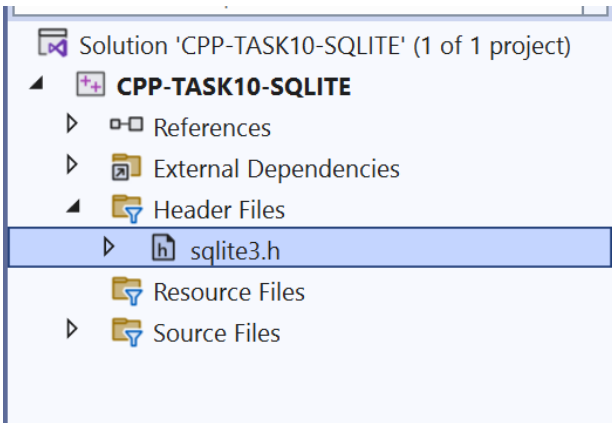 Solution 'CPP-TASK10-SQLITE' (1 of 1 project)
CPP-TASK10-SQLITE
References
External Dependencies
Header Files
sqlite3.h
Resource Files
Source Files